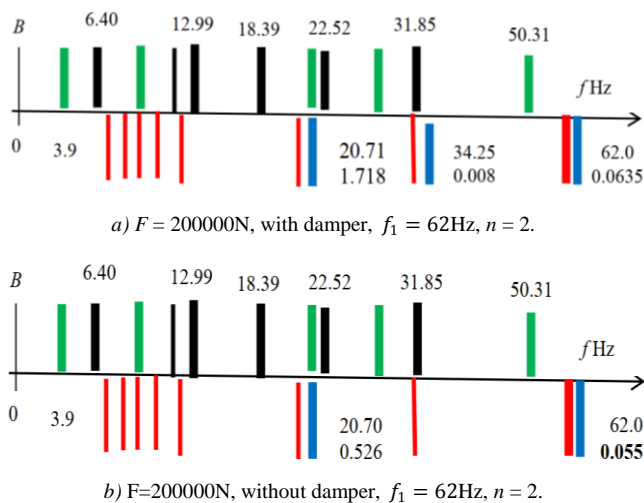 6.40 12.99 18.39 22.52 31.85 50.31
B
f Hz
0 3.9 20.71 34.25 62.0
1.718 0.008 0.0635
a) F = 200000N, with damper, f₁ = 62Hz, n = 2.
6.40 12.99 18.39 22.52 31.85 50.31
B
f Hz
0 3.9 20.70 62.0
0.526 0.055
b) F=200000N, without damper, f₁ = 62Hz, n = 2.